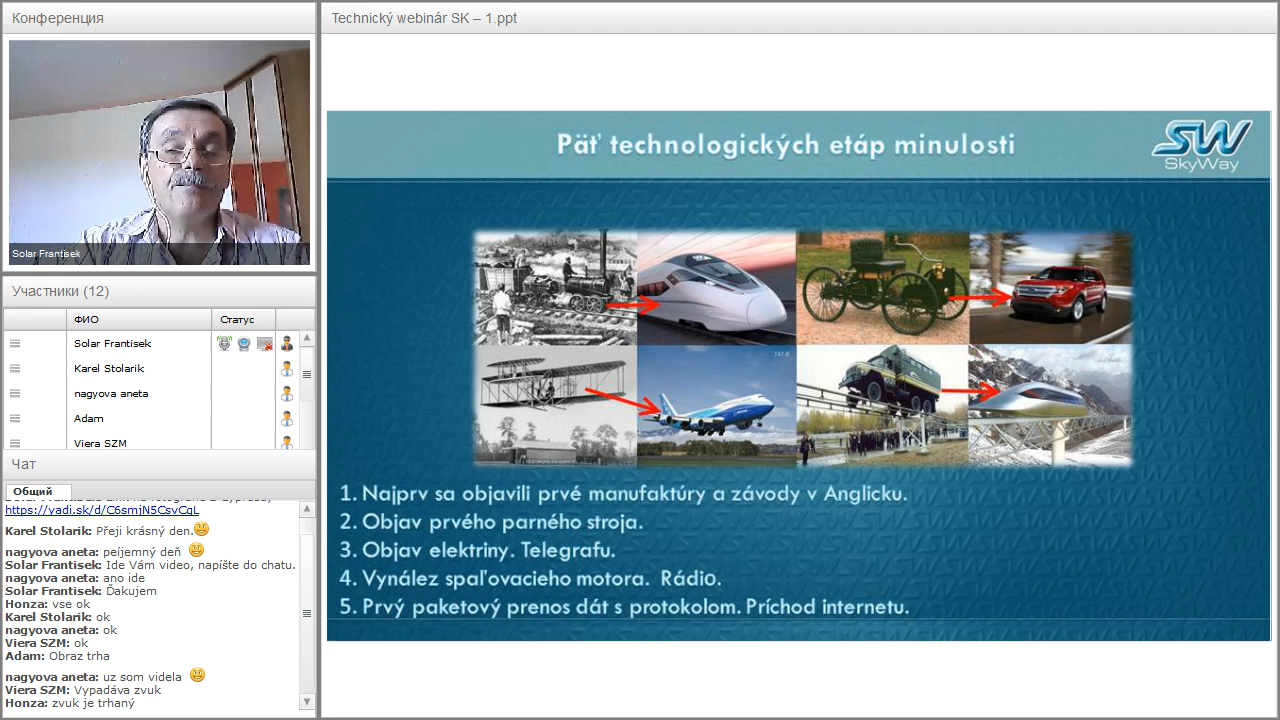 Конференция
Solar Frantisek
Участники (12)
ФИО
Статус
Solar Frantisek
Karel Stolarik
nagyova aneta
Adam
Viera SZM
Чат
Общий
https://yadi.sk/d/C6smjN5CsvCqL
Karel Stolarik: Přeji krásný den.
nagyova aneta: peíjemný deň
Solar Frantisek: Ide Vám video, napíšte do chatu.
nagyova aneta: ano ide
Solar Frantisek: Ďakujem
Honza: vse ok
Karel Stolarik: ok
nagyova aneta: ok
Viera SZM: ok
Adam: Obraz trha
nagyova aneta: uz som videla
Viera SZM: Vypadáva zvuk
Honza: zvuk je trhaný
Technický webinár SK – 1.ppt
Päť technologických etáp minulosti
SW
SkyWay
1. Najprv sa objavili prvé manufaktúry a závody v Anglicku.
2. Objav prvého parného stroja.
3. Objav elektriny. Telegrafu.
4. Vynález spaľovacieho motora. Rádio.
5. Prvý paketový prenos dát s protokolom. Príchod internetu.